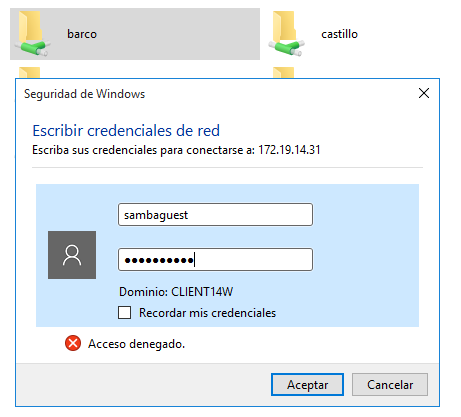 barco
castillo
Seguridad de Windows
Escribir credenciales de red
Escriba sus credenciales para conectarse a: 172.19.14.31
sambaguest
●●●●●●●●●●
Dominio: CLIENT14W
Recordar mis credenciales
Acceso denegado.
Aceptar
Cancelar